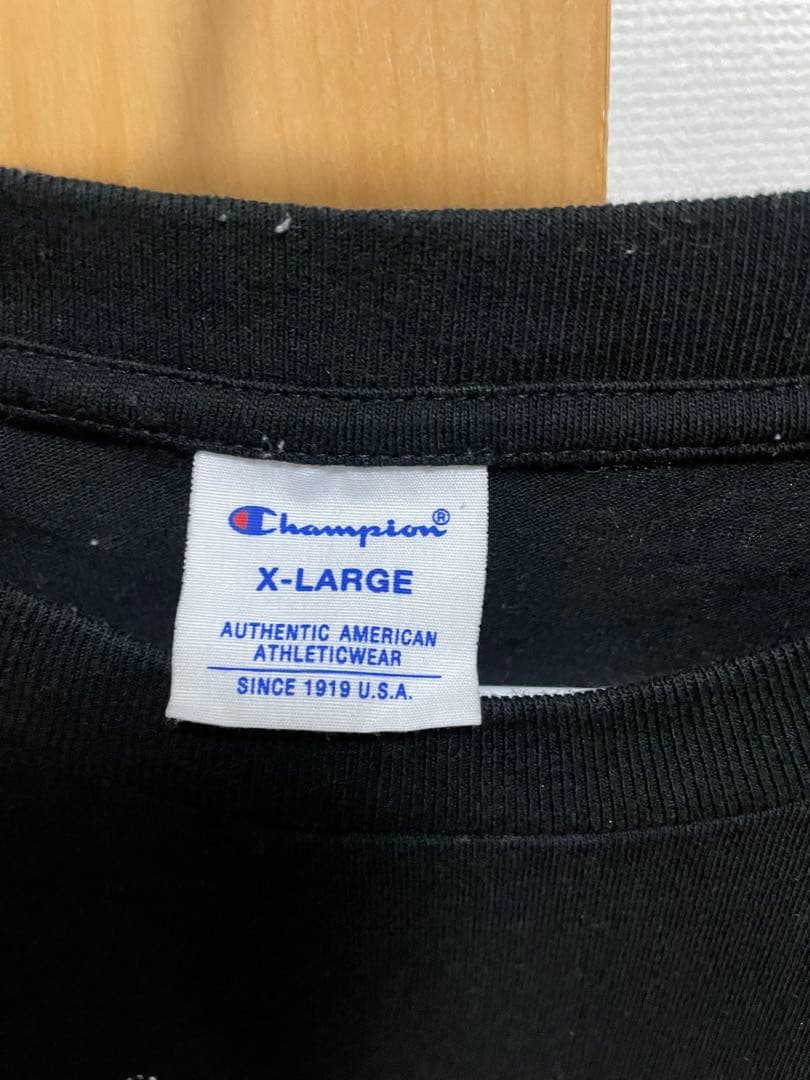 Champion®
X-LARGE
AUTHENTIC AMERICAN
ATHLETICWEAR
SINCE 1919 U.S.A.